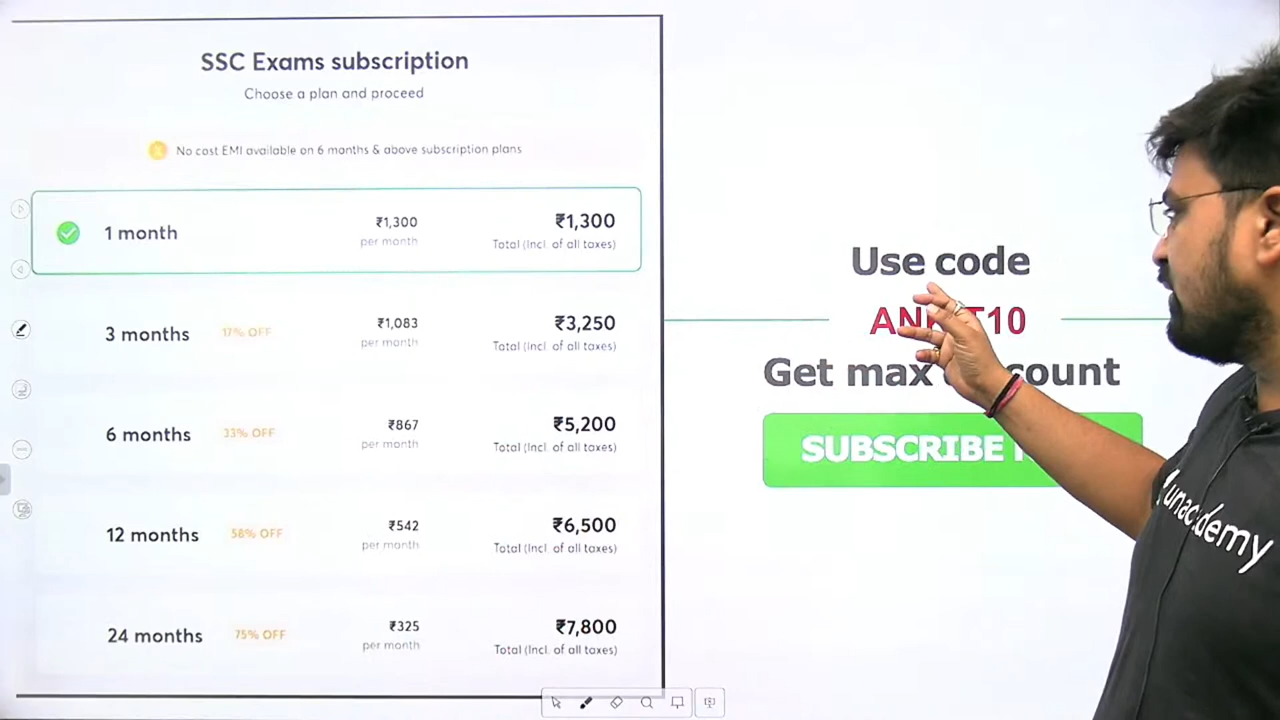 SSC Exams subscription
Choose a plan and proceed
No cost EMI available on 6 months & above subscription plans
1 month
₹1,300
per month
₹1,300
Total (Incl. of all taxes)
3 months
17% OFF
₹1,083
per month
₹3,250
Total (Incl. of all taxes)
6 months
33% OFF
₹867
per month
₹5,200
Total (Incl. of all taxes)
12 months
58% OFF
₹542
per month
₹6,500
Total (Incl. of all taxes)
24 months
75% OFF
₹325
per month
₹7,800
Total (Incl. of all taxes)
Use code
Get max
SUBSCRIBE
unacademy